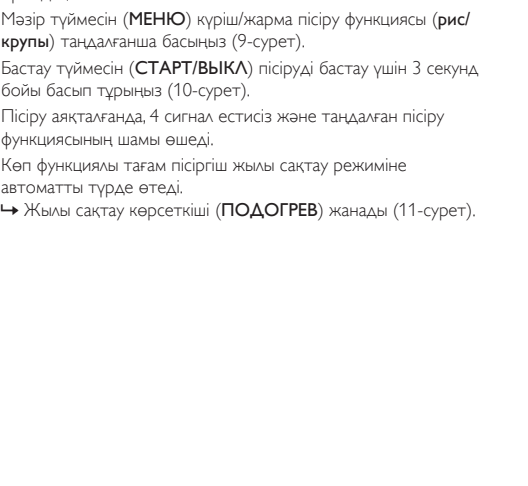 Мәзір түймесін (МЕНЮ) күріш/жарма пісіру функциясы (рис/
крупы) таңдалғанша басыңыз (9-сурет).
Бастау түймесін (СТАРТ/ВЫКЛ) пісіруді бастау үшін 3 секунд
бойы басып тұрыңыз (10-сурет).
Пісіру аяқталғанда, 4 сигнал естисіз және таңдалған пісіру
функциясының шамы өшеді.
Көп функциялы тағам пісіргіш жылы сақтау режиміне
автоматты түрде өтеді.
↪ Жылы сақтау көрсеткіші (ПОДОГРЕВ) жанады (11-сурет).